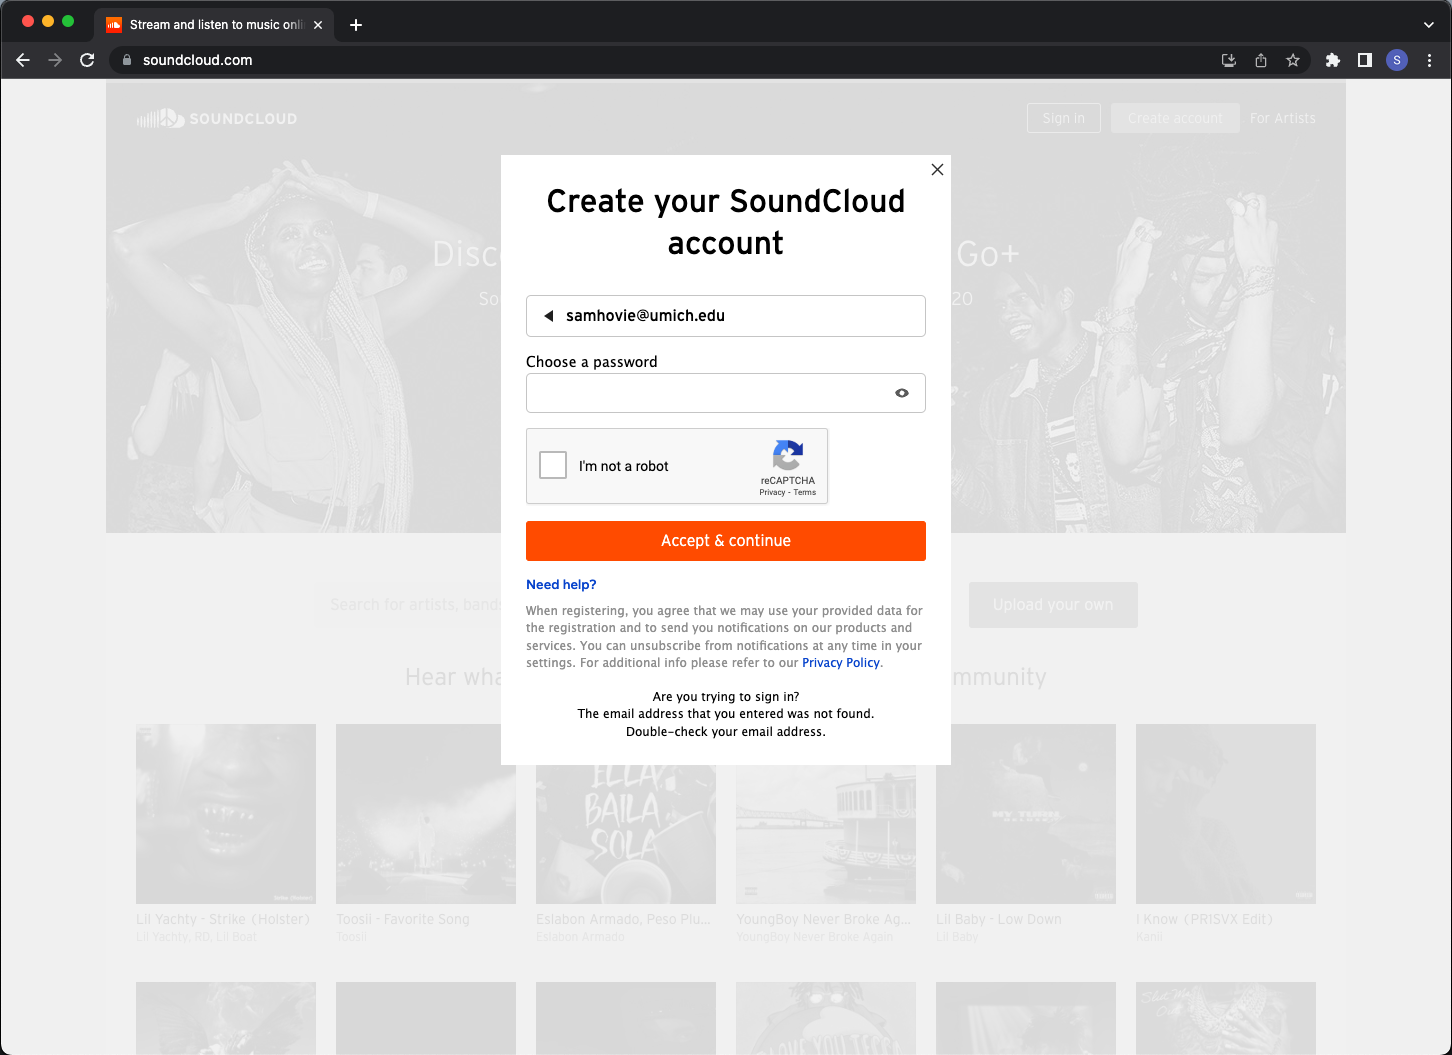 Stream and listen to music onli
soundcloud.com
S
SOUNDCLOUD
Sign in
Create account
For Artists
Create your SoundCloud
account
Disc
Go+
So
20
samhovie@umich.edu
Choose a password
I'm not a robot
reCAPTCHA
Privacy - Terms
Accept & continue
Need help?
When registering, you agree that we may use your provided data for
the registration and to send you notifications on our products and
services. You can unsubscribe from notifications at any time in your
settings. For additional info please refer to our Privacy Policy.
Are you trying to sign in?
The email address that you entered was not found.
Double-check your email address.
Search for artists, bands
Upload your own
Hear wha
mmunity
ELLA
BAILA
SOLA
MY TURN
Lil Yachty - Strike (Holster)
Lil Yachty, RD, Lil Boat
Toosii - Favorite Song
Toosii
Eslabon Armado, Peso Plu...
Eslabon Armado
YoungBoy Never Broke Ag...
YoungBoy Never Broke Again
Lil Baby - Low Down
Lil Baby
I Know (PR1SVX Edit)
Kanii